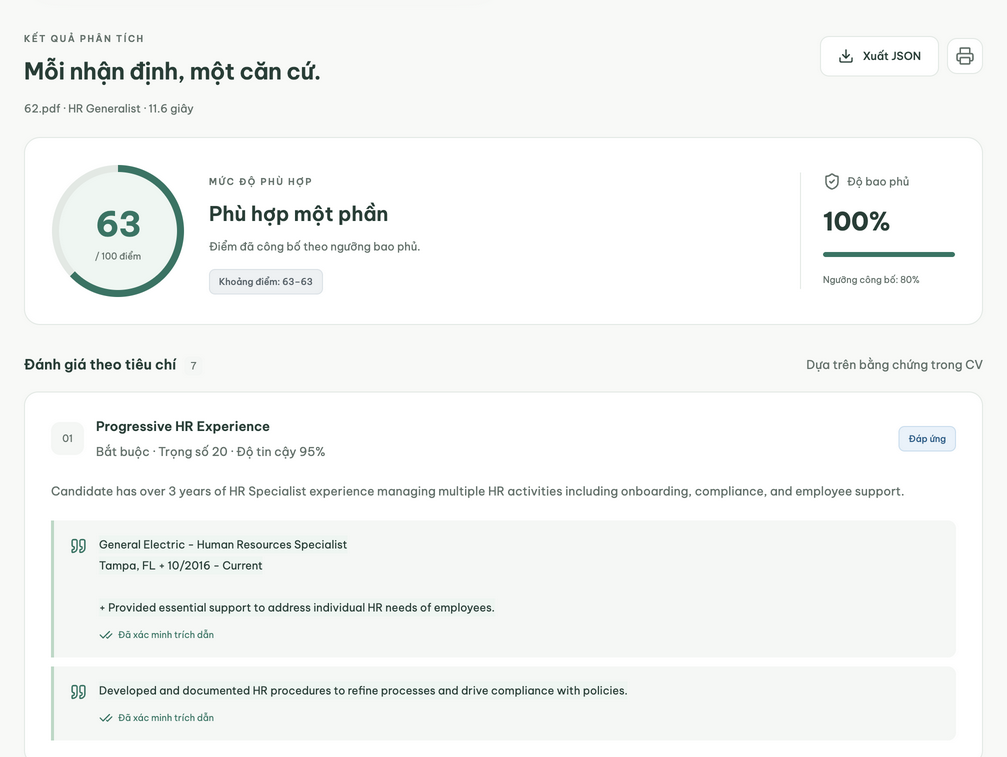 KẾT QUẢ PHÂN TÍCH
Mỗi nhận định, một căn cứ.
62.pdf · HR Generalist · 11.6 giây
Xuất JSON
63
/ 100 điểm
MỨC ĐỘ PHÙ HỢP
Phù hợp một phần
Điểm đã công bố theo ngưỡng bao phủ.
Khoảng điểm: 63–63
Độ bao phủ
100%
Ngưỡng công bố: 80%
Đánh giá theo tiêu chí 7
Dựa trên bằng chứng trong CV
01
Progressive HR Experience
Bắt buộc · Trọng số 20 · Độ tin cậy 95%
Đáp ứng
Candidate has over 3 years of HR Specialist experience managing multiple HR activities including onboarding, compliance, and employee support.
General Electric - Human Resources Specialist
Tampa, FL + 10/2016 - Current
+ Provided essential support to address individual HR needs of employees.
Đã xác minh trích dẫn
Developed and documented HR procedures to refine processes and drive compliance with policies.
Đã xác minh trích dẫn